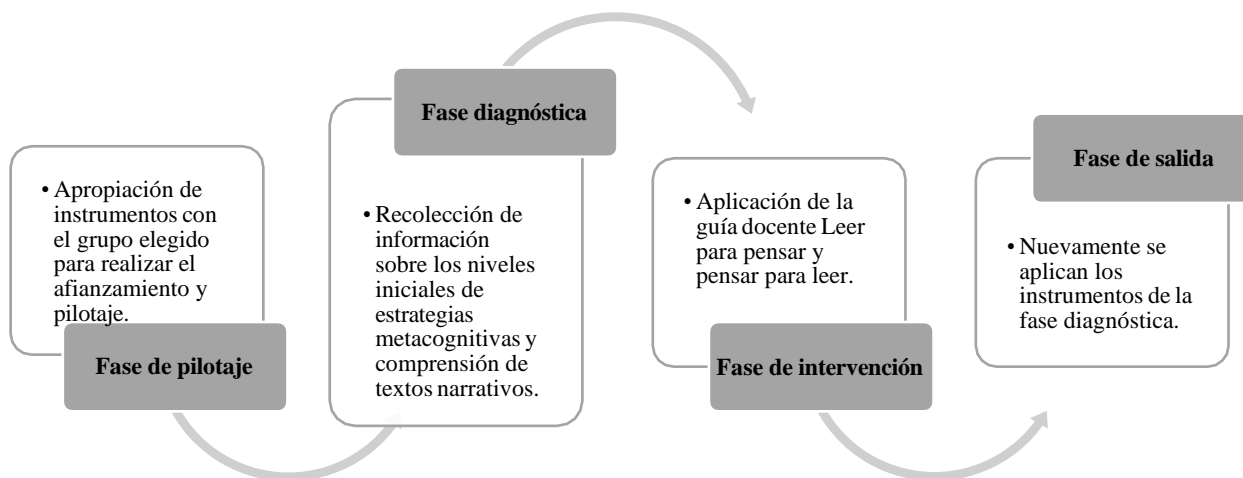 • Apropiación de
instrumentos con
el grupo elegido
para realizar el
afianzamiento y
pilotaje.
Fase de pilotaje
Fase diagnóstica
• Recolección de
información
sobre los niveles
iniciales de
estrategias
metacognitivas y
comprensión de
textos narrativos.
• Aplicación de la
guía docente Leer
para pensar y
pensar para leer.
Fase de intervención
Fase de salida
• Nuevamente se
aplican los
instrumentos de la
fase diagnóstica.